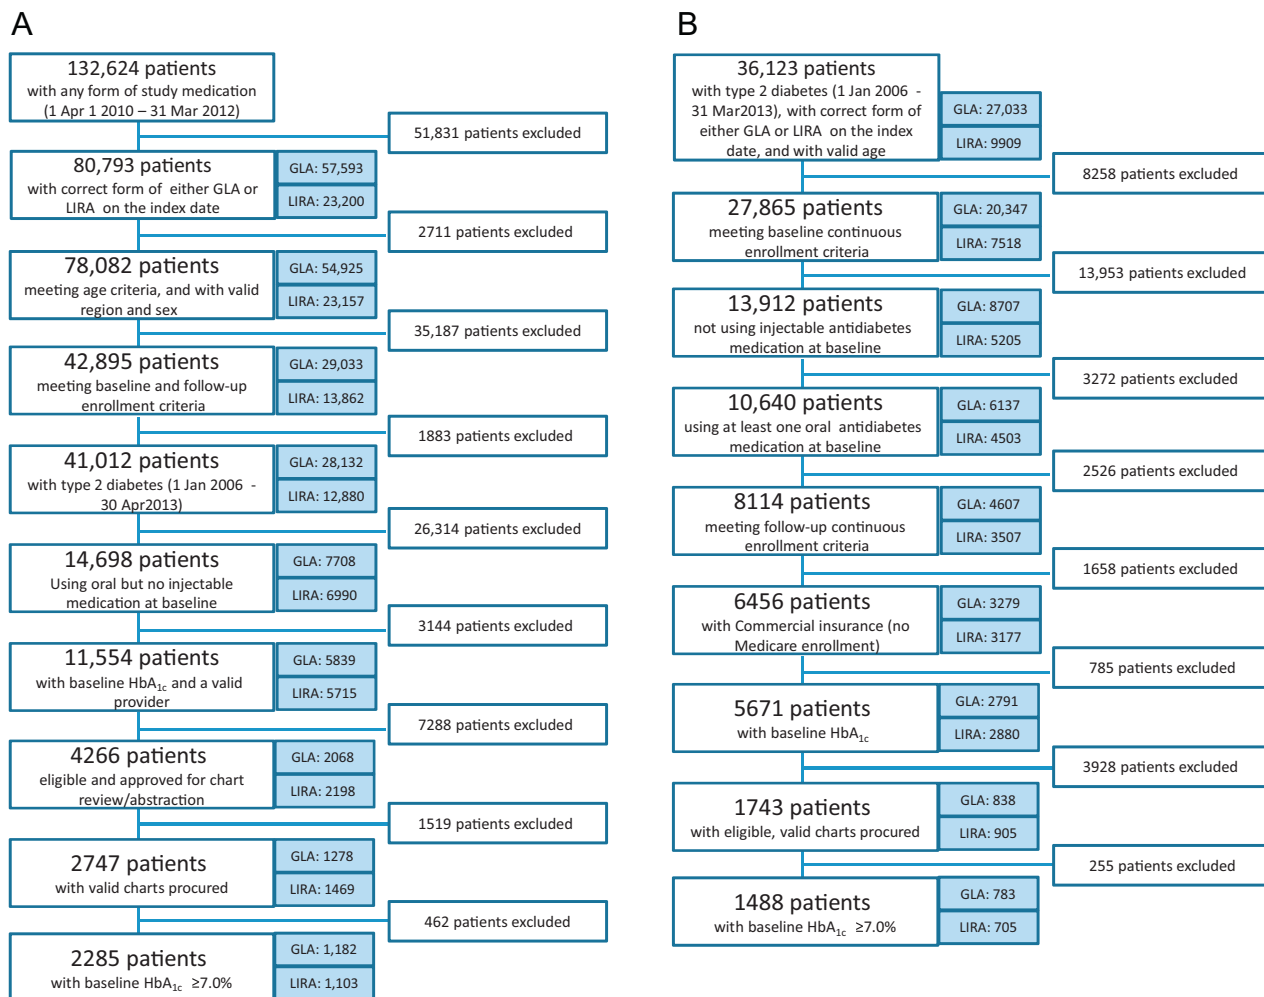 A
132,624 patients
with any form of study medication
(1 Apr 1 2010 – 31 Mar 2012)
51,831 patients excluded
80,793 patients
with correct form of either GLA or
LIRA on the index date
GLA: 57,593
LIRA: 23,200
2711 patients excluded
78,082 patients
meeting age criteria, and with valid
region and sex
GLA: 54,925
LIRA: 23,157
35,187 patients excluded
42,895 patients
meeting baseline and follow-up
enrollment criteria
GLA: 29,033
LIRA: 13,862
1883 patients excluded
41,012 patients
with type 2 diabetes (1 Jan 2006 -
30 Apr2013)
GLA: 28,132
LIRA: 12,880
26,314 patients excluded
14,698 patients
Using oral but no injectable
medication at baseline
GLA: 7708
LIRA: 6990
3144 patients excluded
11,554 patients
with baseline HbA1c and a valid
provider
GLA: 5839
LIRA: 5715
7288 patients excluded
4266 patients
eligible and approved for chart
review/abstraction
GLA: 2068
LIRA: 2198
1519 patients excluded
2747 patients
with valid charts procured
GLA: 1278
LIRA: 1469
462 patients excluded
2285 patients
with baseline HbA1c ≥7.0%
GLA: 1,182
LIRA: 1,103
B
36,123 patients
with type 2 diabetes (1 Jan 2006 -
31 Mar2013), with correct form of
either GLA or LIRA on the index
date, and with valid age
GLA: 27,033
LIRA: 9909
8258 patients excluded
27,865 patients
meeting baseline continuous
enrollment criteria
GLA: 20,347
LIRA: 7518
13,953 patients excluded
13,912 patients
not using injectable antidiabetes
medication at baseline
GLA: 8707
LIRA: 5205
3272 patients excluded
10,640 patients
using at least one oral antidiabetes
medication at baseline
GLA: 6137
LIRA: 4503
2526 patients excluded
8114 patients
meeting follow-up continuous
enrollment criteria
GLA: 4607
LIRA: 3507
1658 patients excluded
6456 patients
with Commercial insurance (no
Medicare enrollment)
GLA: 3279
LIRA: 3177
785 patients excluded
5671 patients
with baseline HbA1c
GLA: 2791
LIRA: 2880
3928 patients excluded
1743 patients
with eligible, valid charts procured
GLA: 838
LIRA: 905
255 patients excluded
1488 patients
with baseline HbA1c ≥7.0%
GLA: 783
LIRA: 705